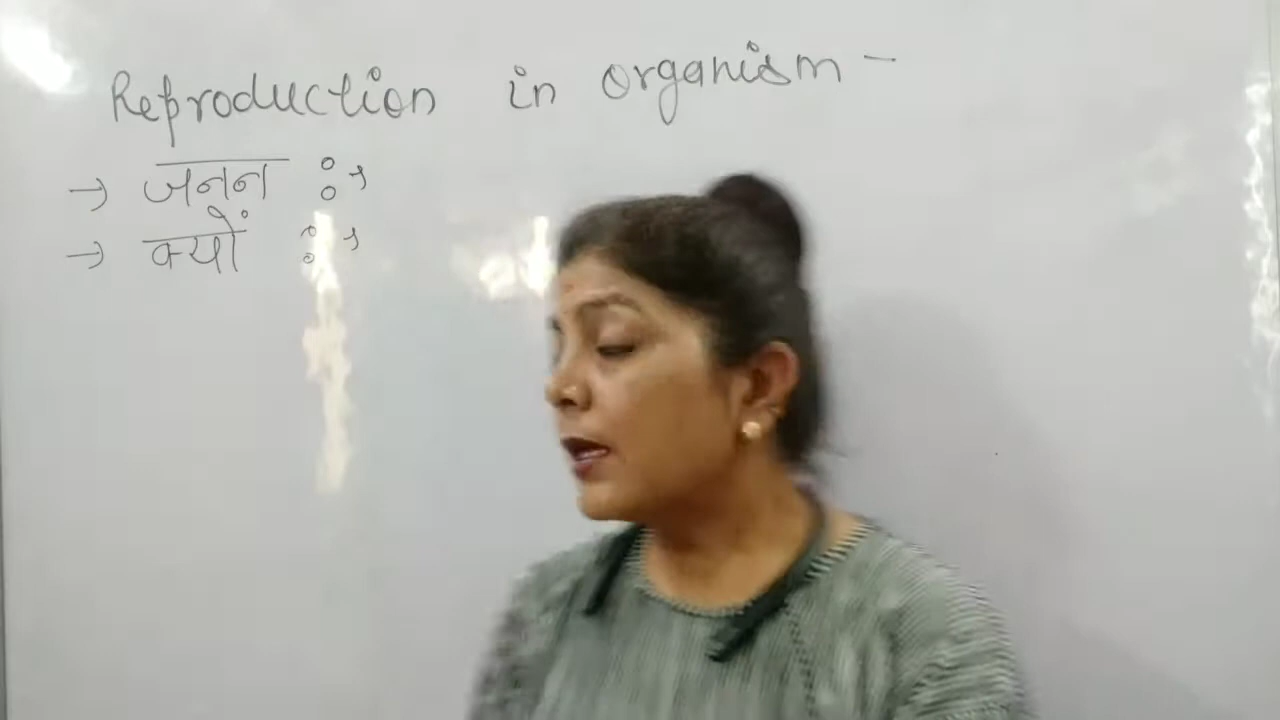 Reproduction in organism -
→ जनन :→
→ क्यों :→